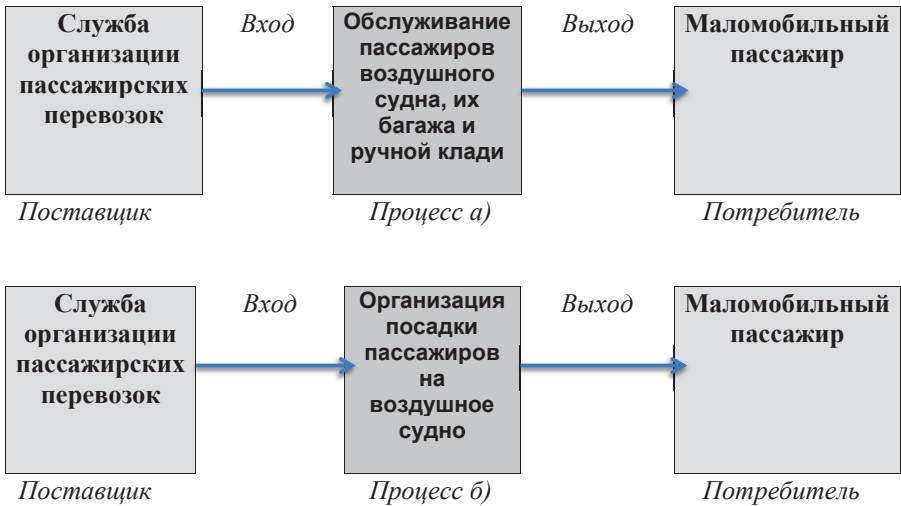 Служба
организации
пассажирских
перевозок
Вход
Обслуживание
пассажиров
воздушного
судна, их
багажа и
ручной клади
Выход
Маломобильный
пассажир
Поставщик
Процесс а)
Потребитель
Служба
организации
пассажирских
перевозок
Вход
Организация
посадки
пассажиров
на
воздушное
судно
Выход
Маломобильный
пассажир
Поставщик
Процесс б)
Потребитель